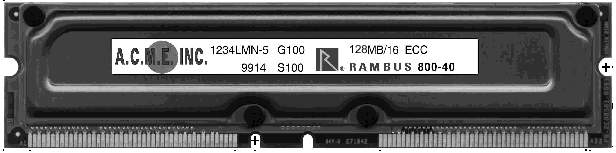 A.C.M.E. INC. 1234LMN-5 G100 128MB/16 ECC
9914 S100 R RAMBUS 800-40